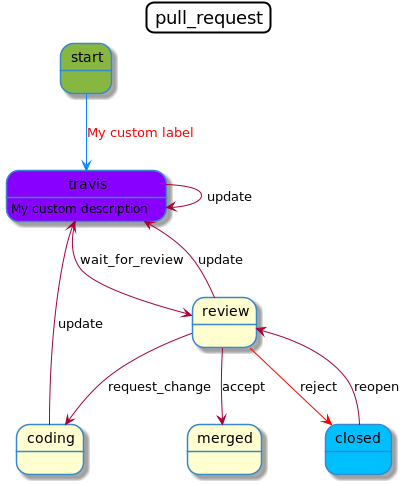 pull_request
start
My custom label
travis
My custom description
update
wait_for_review
update
review
update
request_change
accept
reject
reopen
coding
merged
closed